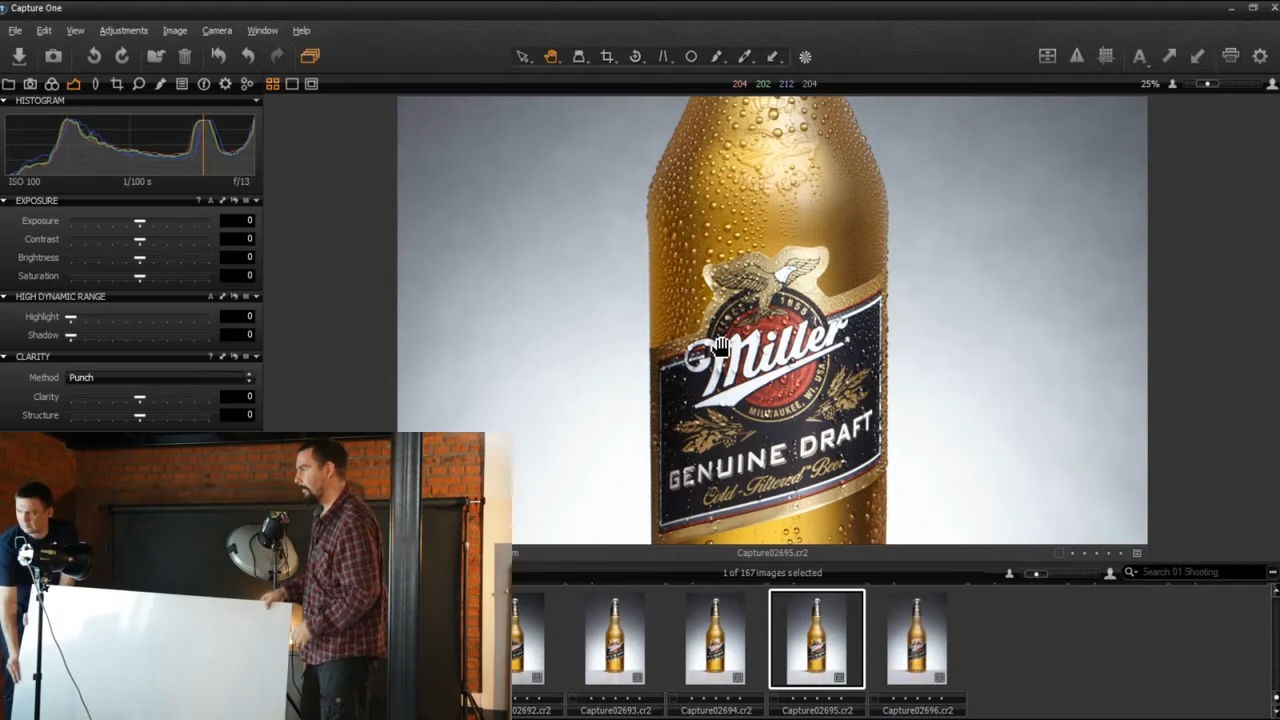 Capture One
File Edit View Adjustments Image Camera Window Help
204 202 212 204
25%
HISTOGRAM
ISO 100 1/100 s f/13
EXPOSURE
Exposure 0
Contrast 0
Brightness 0
Saturation 0
HIGH DYNAMIC RANGE
Highlight 0
Shadow 0
CLARITY
Method Punch
Clarity 0
Structure 0
1855
Miller
MILWAUKEE, WI, USA
GENUINE DRAFT
Cold-Filtered Beer
Capture02695.cr2
1 of 167 images selected
Search 01 Shooting
Capture02693.cr2
Capture02694.cr2
Capture02695.cr2
Capture02696.cr2